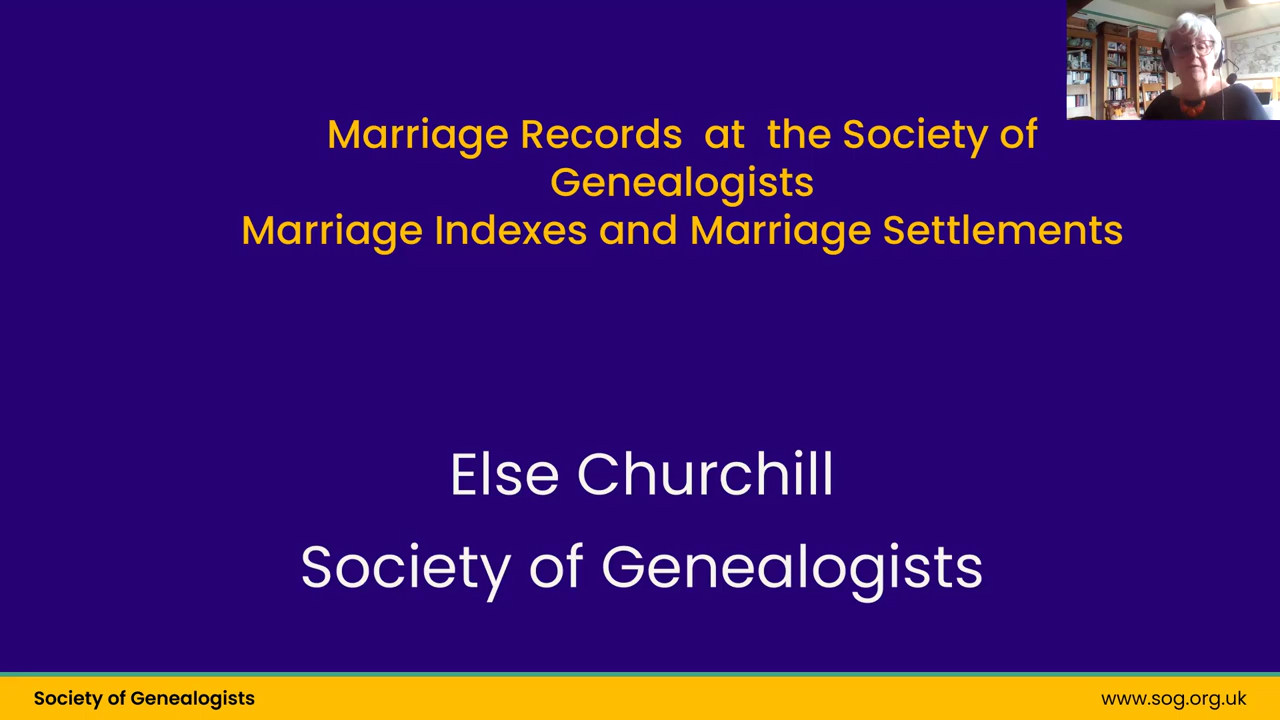 Marriage Records at the Society of
Genealogists
Marriage Indexes and Marriage Settlements
Else Churchill
Society of Genealogists
Society of Genealogists
www.sog.org.uk